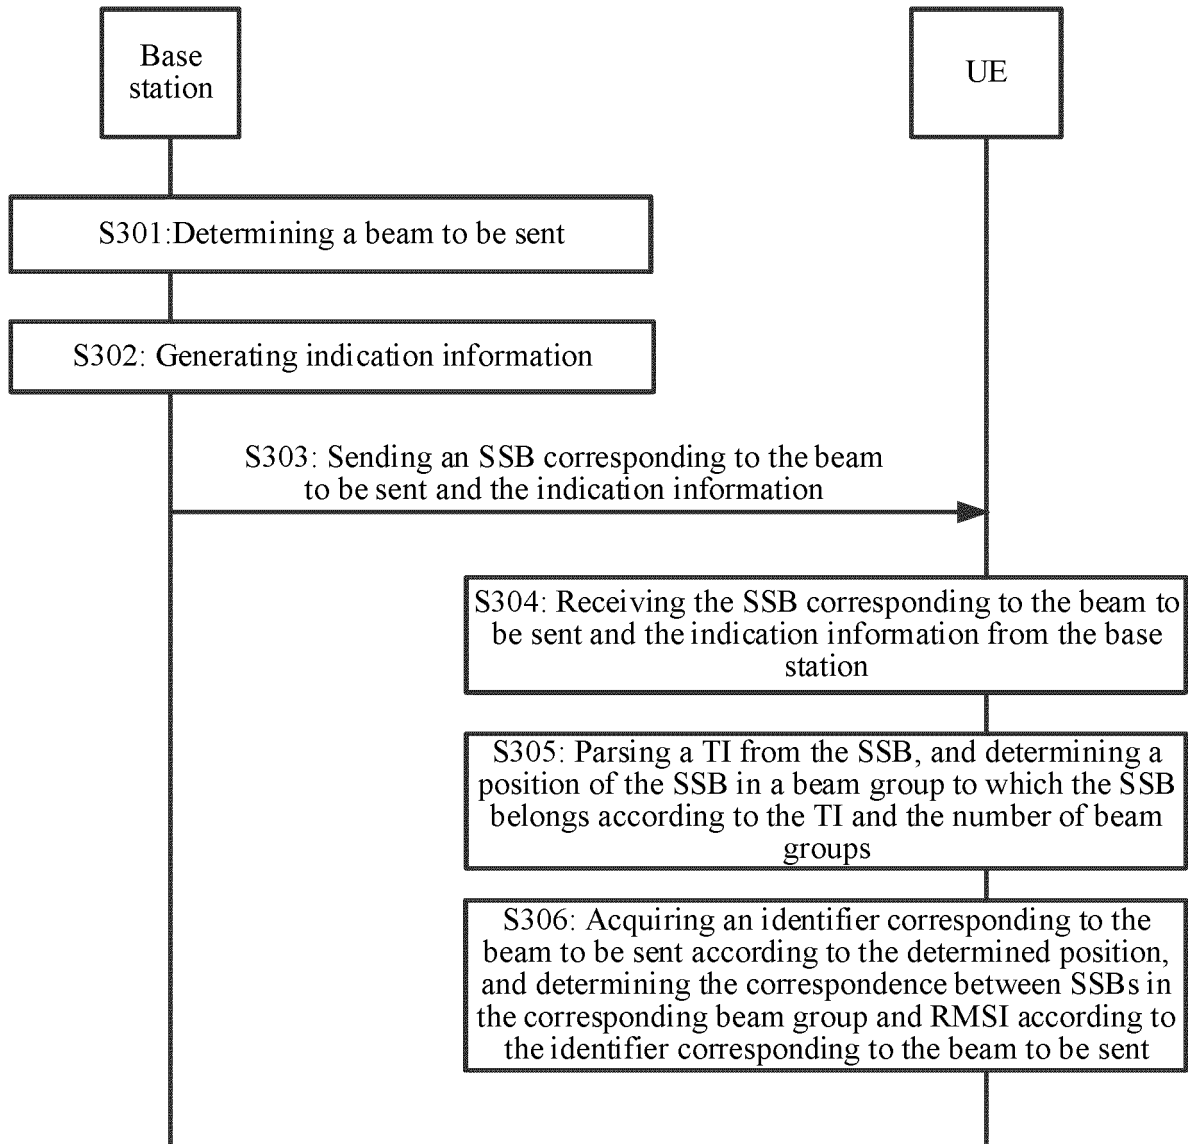 Base
station
UE
S301:Determining a beam to be sent
S302: Generating indication information
S303: Sending an SSB corresponding to the beam
to be sent and the indication information
S304: Receiving the SSB corresponding to the beam to
be sent and the indication information from the base
station
S305: Parsing a TI from the SSB, and determining a
position of the SSB in a beam group to which the SSB
belongs according to the TI and the number of beam
groups
S306: Acquiring an identifier corresponding to the
beam to be sent according to the determined position,
and determining the correspondence between SSBs in
the corresponding beam group and RMSI according to
the identifier corresponding to the beam to be sent